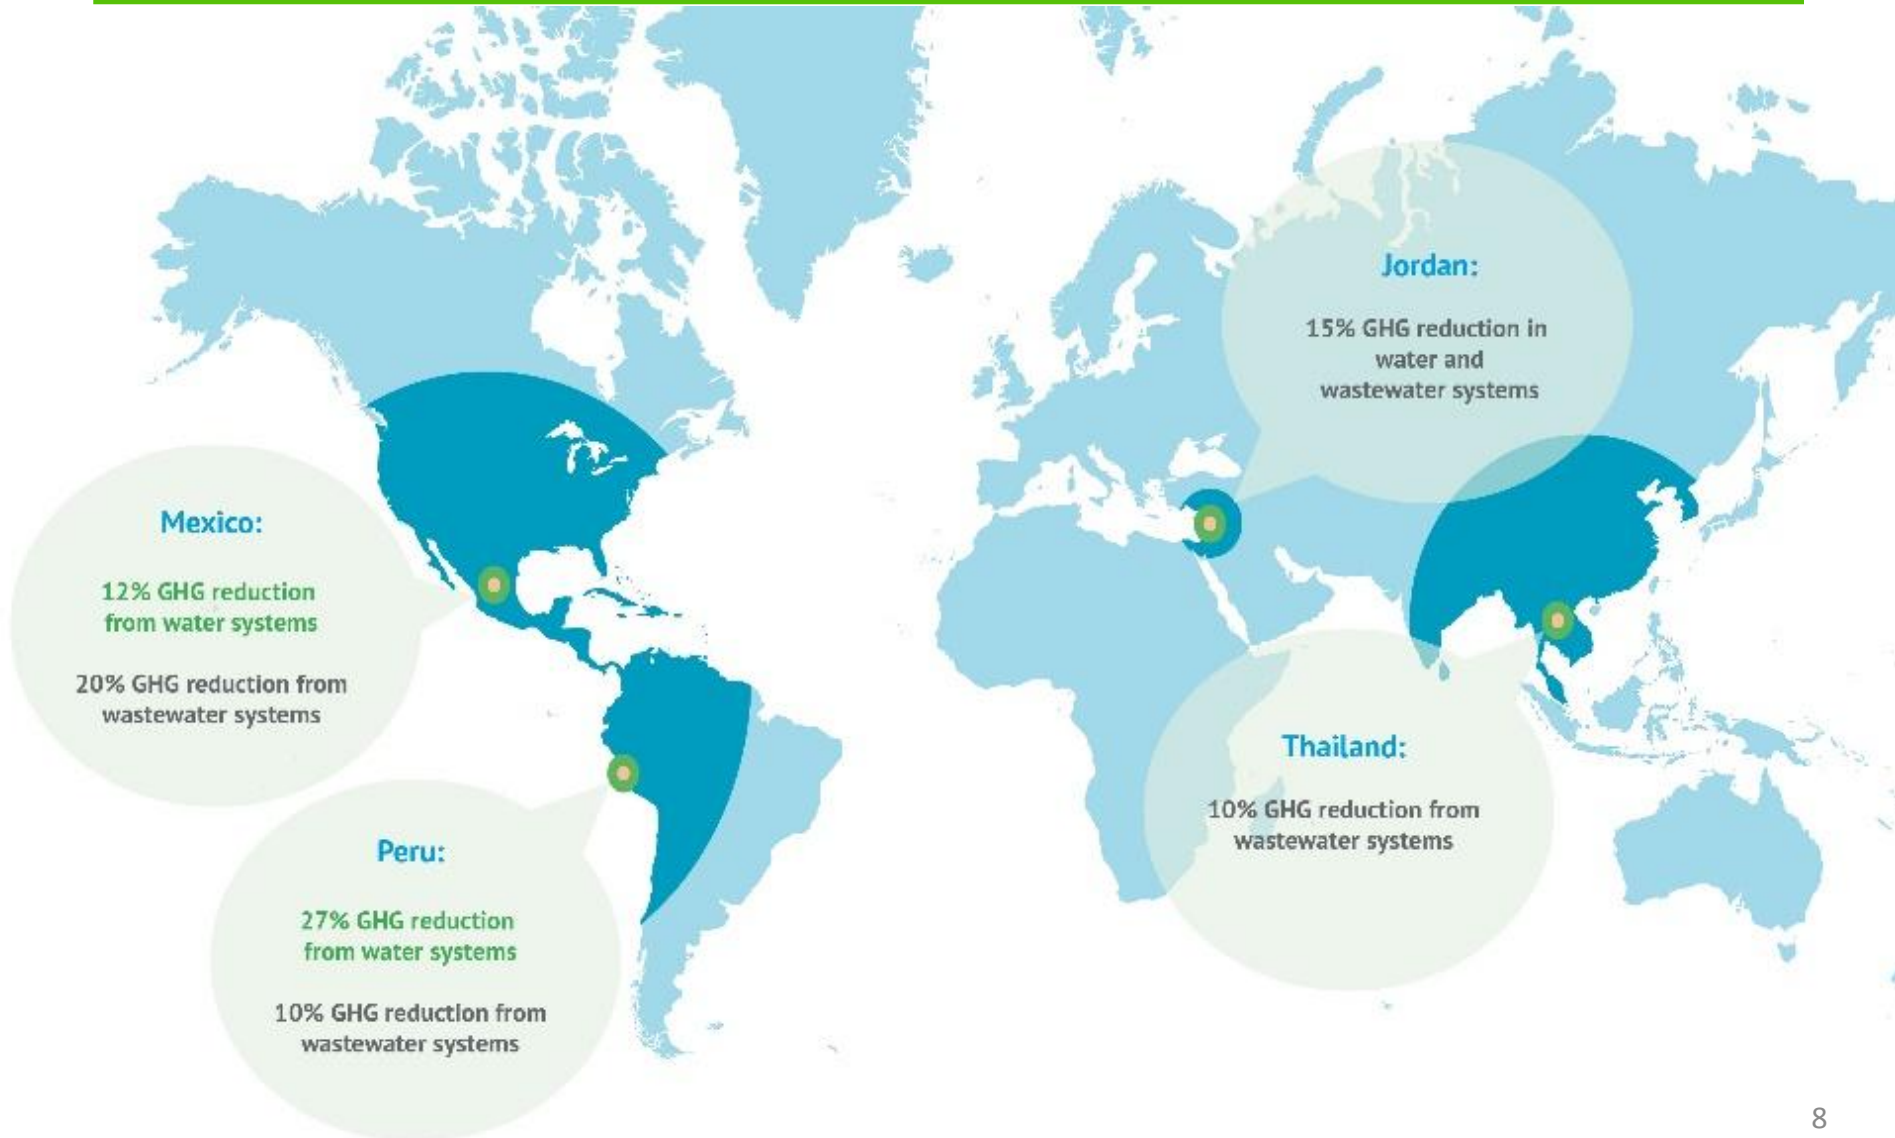 Jordan:
15% GHG reduction in
water and
wastewater systems
Mexico:
12% GHG reduction
from water systems
20% GHG reduction from
wastewater systems
Thailand:
10% GHG reduction from
wastewater systems
Peru:
27% GHG reduction
from water systems
10% GHG reduction from
wastewater systems
8